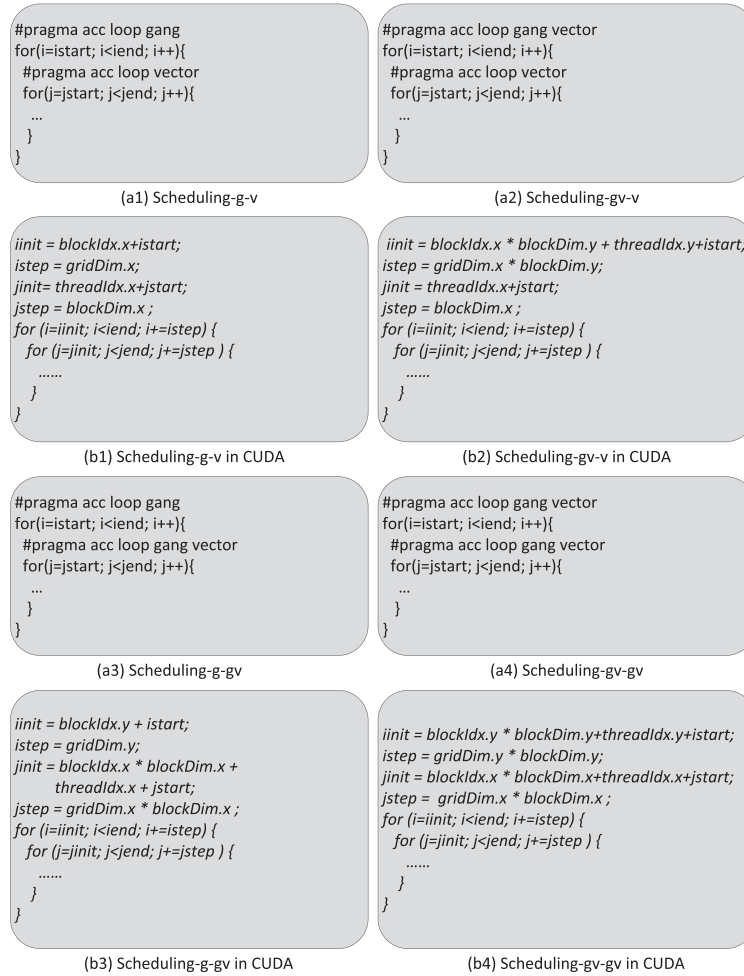 #pragma acc loop gang
for(i=istart; i<iend; i++){
#pragma acc loop vector
for(j=jstart; j<jend; j++){
...
}
}
(a1) Scheduling-g-v
#pragma acc loop gang vector
for(i=istart; i<iend; i++){
#pragma acc loop vector
for(j=jstart; j<jend; j++){
...
}
}
(a2) Scheduling-gv-v
iinit = blockIdx.x+istart;
istep = gridDim.x;
jinit= threadIdx.x+jstart;
jstep = blockDim.x ;
for (i=iinit; i<iend; i+=istep) {
for (j=jinit; j<jend; j+=jstep ) {
......
}
}
(b1) Scheduling-g-v in CUDA
iinit = blockIdx.x * blockDim.y + threadIdx.y+istart;
istep = gridDim.x * blockDim.y;
jinit = threadIdx.x+jstart;
jstep = blockDim.x ;
for (i=iinit; i<iend; i+=istep) {
for (j=jinit; j<jend; j+=jstep ) {
......
}
}
(b2) Scheduling-gv-v in CUDA
#pragma acc loop gang
for(i=istart; i<iend; i++){
#pragma acc loop gang vector
for(j=jstart; j<jend; j++){
...
}
}
(a3) Scheduling-g-gv
#pragma acc loop gang vector
for(i=istart; i<iend; i++){
#pragma acc loop gang vector
for(j=jstart; j<jend; j++){
...
}
}
(a4) Scheduling-gv-gv
iinit = blockIdx.y + istart;
istep = gridDim.y;
jinit = blockIdx.x * blockDim.x +
threadIdx.x + jstart;
jstep = gridDim.x * blockDim.x ;
for (i=iinit; i<iend; i+=istep) {
for (j=jinit; j<jend; j+=jstep ) {
......
}
}
(b3) Scheduling-g-gv in CUDA
iinit = blockIdx.y * blockDim.y+threadIdx.y+istart;
istep = gridDim.y * blockDim.y;
jinit = blockIdx.x * blockDim.x+threadIdx.x+jstart;
jstep =  gridDim.x * blockDim.x ;
for (i=iinit; i<iend; i+=istep) {
for (j=jinit; j<jend; j+=jstep ) {
......
}
}
(b4) Scheduling-gv-gv in CUDA